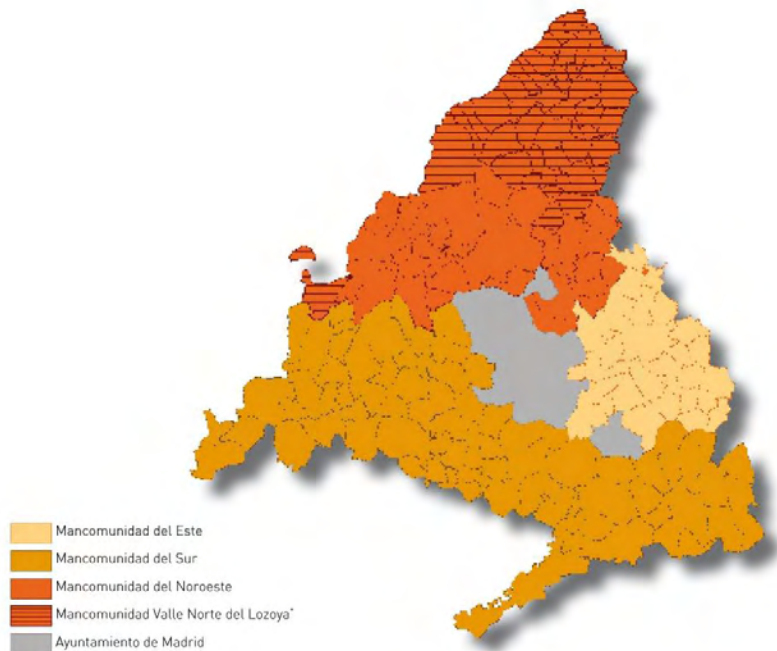 Mancomunidad del Este
Mancomunidad del Sur
Mancomunidad del Noroeste
Mancomunidad Valle Norte del Lozoya*
Ayuntamiento de Madrid